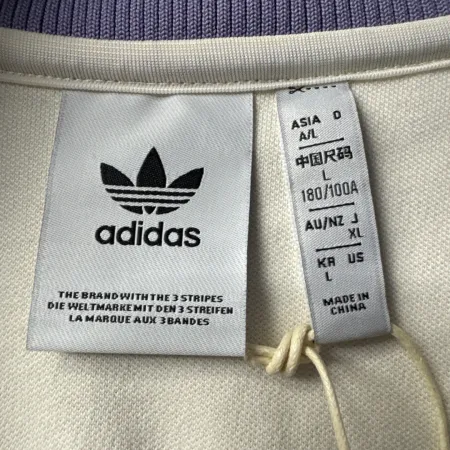 adidas
THE BRAND WITH THE 3 STRIPES
DIE WELTMARKE MIT DEN 3 STREIFEN
LA MARQUE AUX 3 BANDES
ASIA D
A/L
中国尺码
L
180/100A
AU/NZ J
XL
KR US
L
MADE IN
CHINA